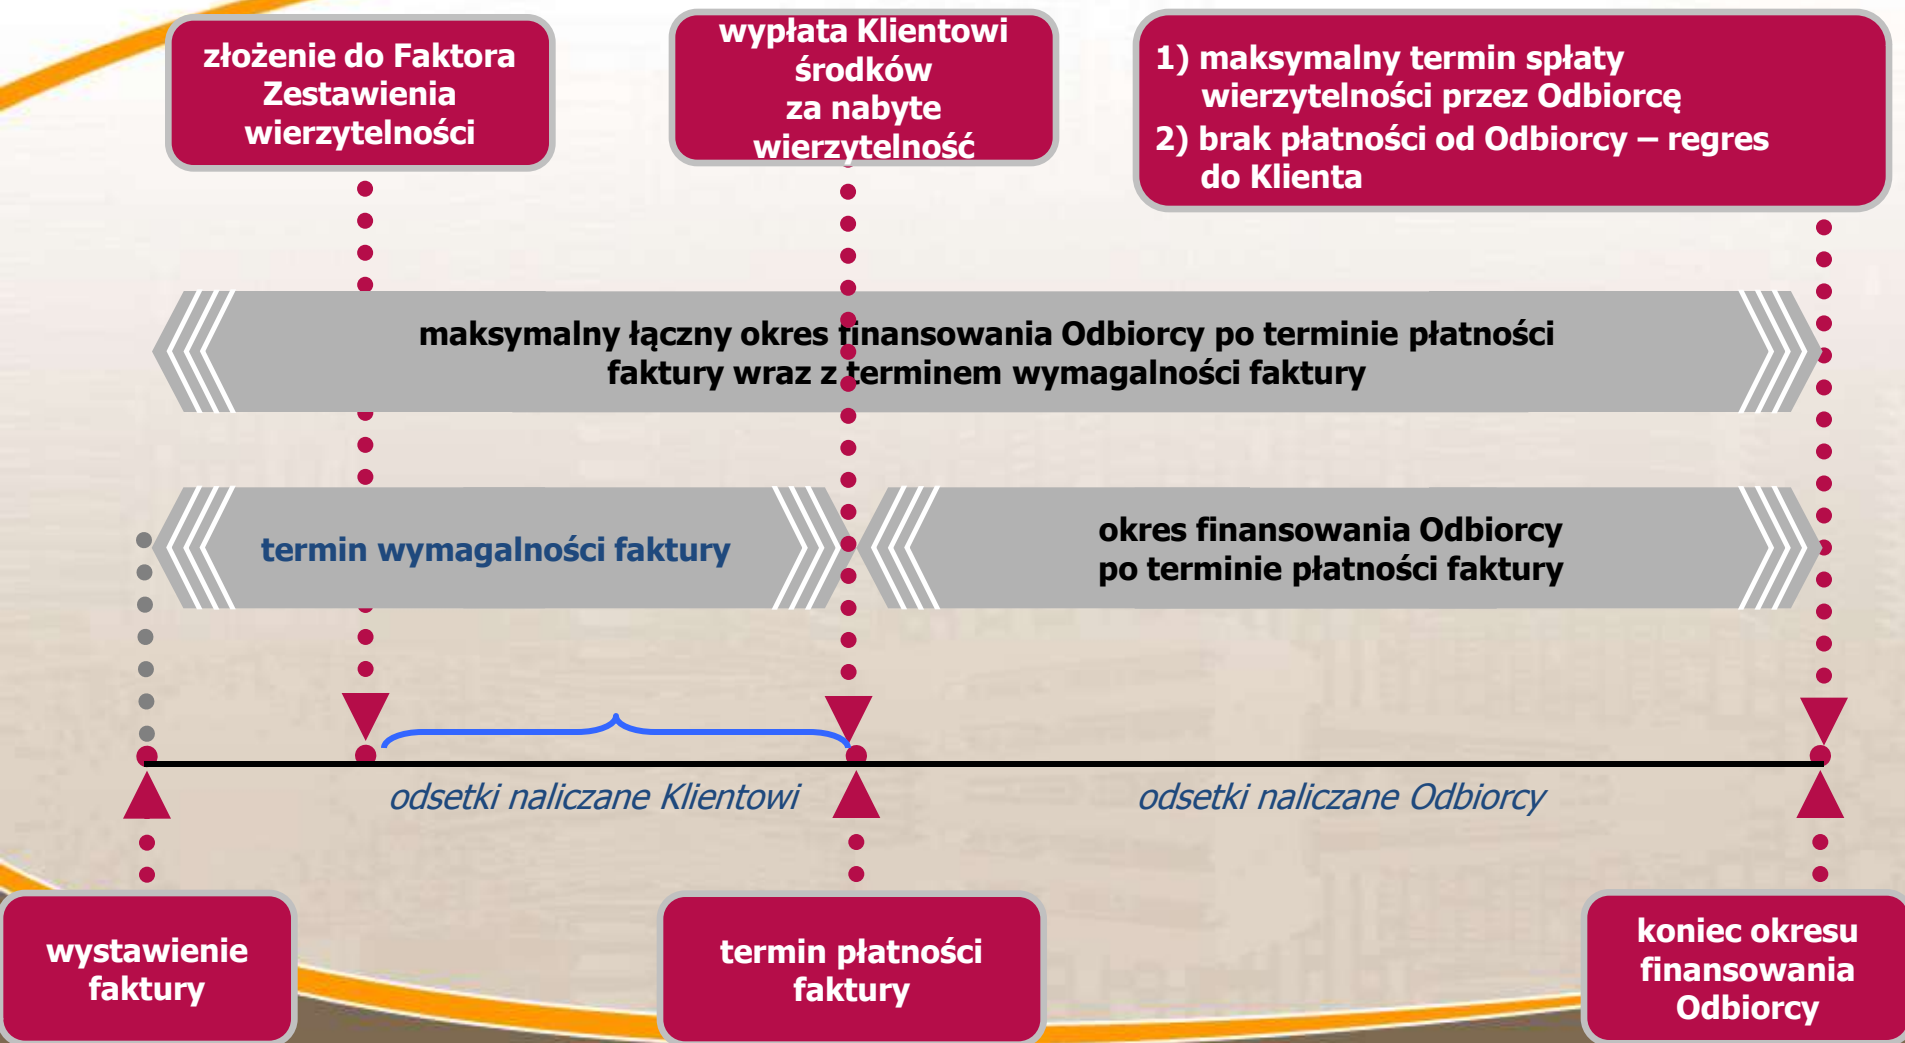 złożenie do Faktora
Zestawienia
wierzytelności
wypłata Klientowi
środków
za nabyte
wierzytelność
1) maksymalny termin spłaty
wierzytelności przez Odbiorcę
2) brak płatności od Odbiorcy – regres
do Klienta
maksymalny łączny okres finansowania Odbiorcy po terminie płatności
faktury wraz z terminem wymagalności faktury
termin wymagalności faktury
okres finansowania Odbiorcy
po terminie płatności faktury
odsetki naliczane Klientowi
odsetki naliczane Odbiorcy
wystawienie
faktury
termin płatności
faktury
koniec okresu
finansowania
Odbiorcy